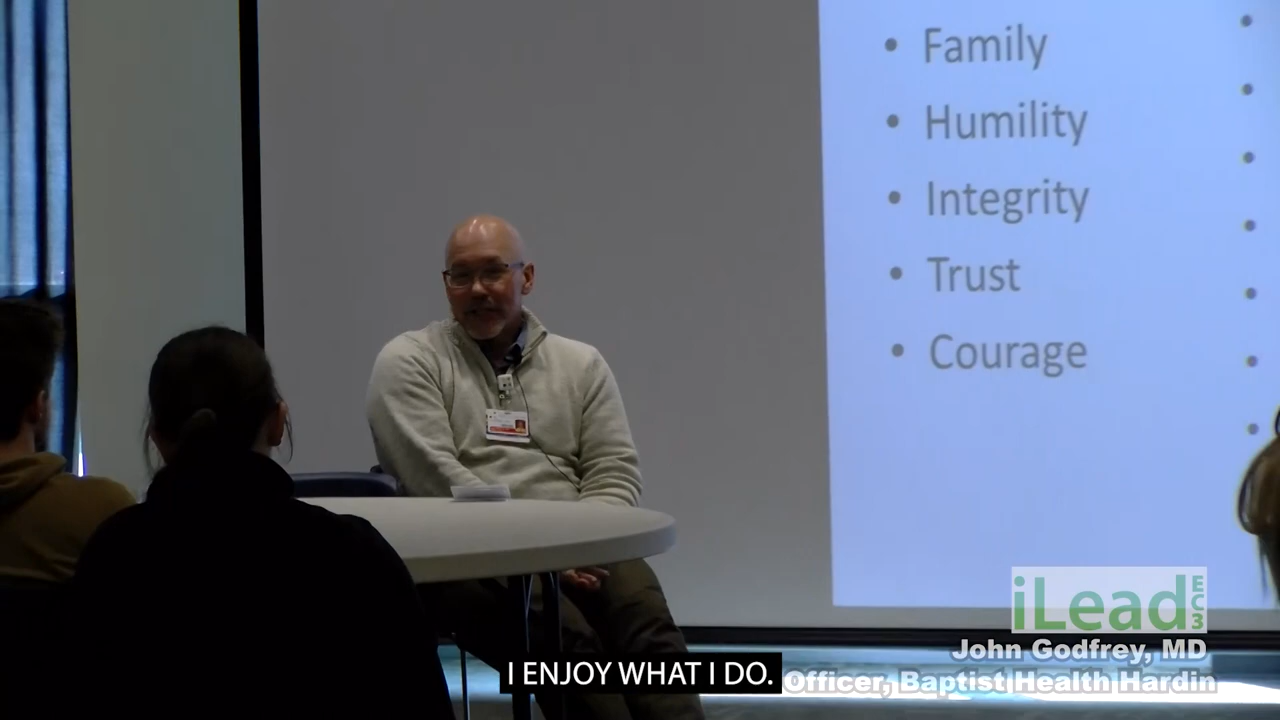 Family
Humility
Integrity
Trust
Courage
iLead
EC3
John Godfrey, MD
I ENJOY WHAT I DO.
Officer, Baptist Health Hardin